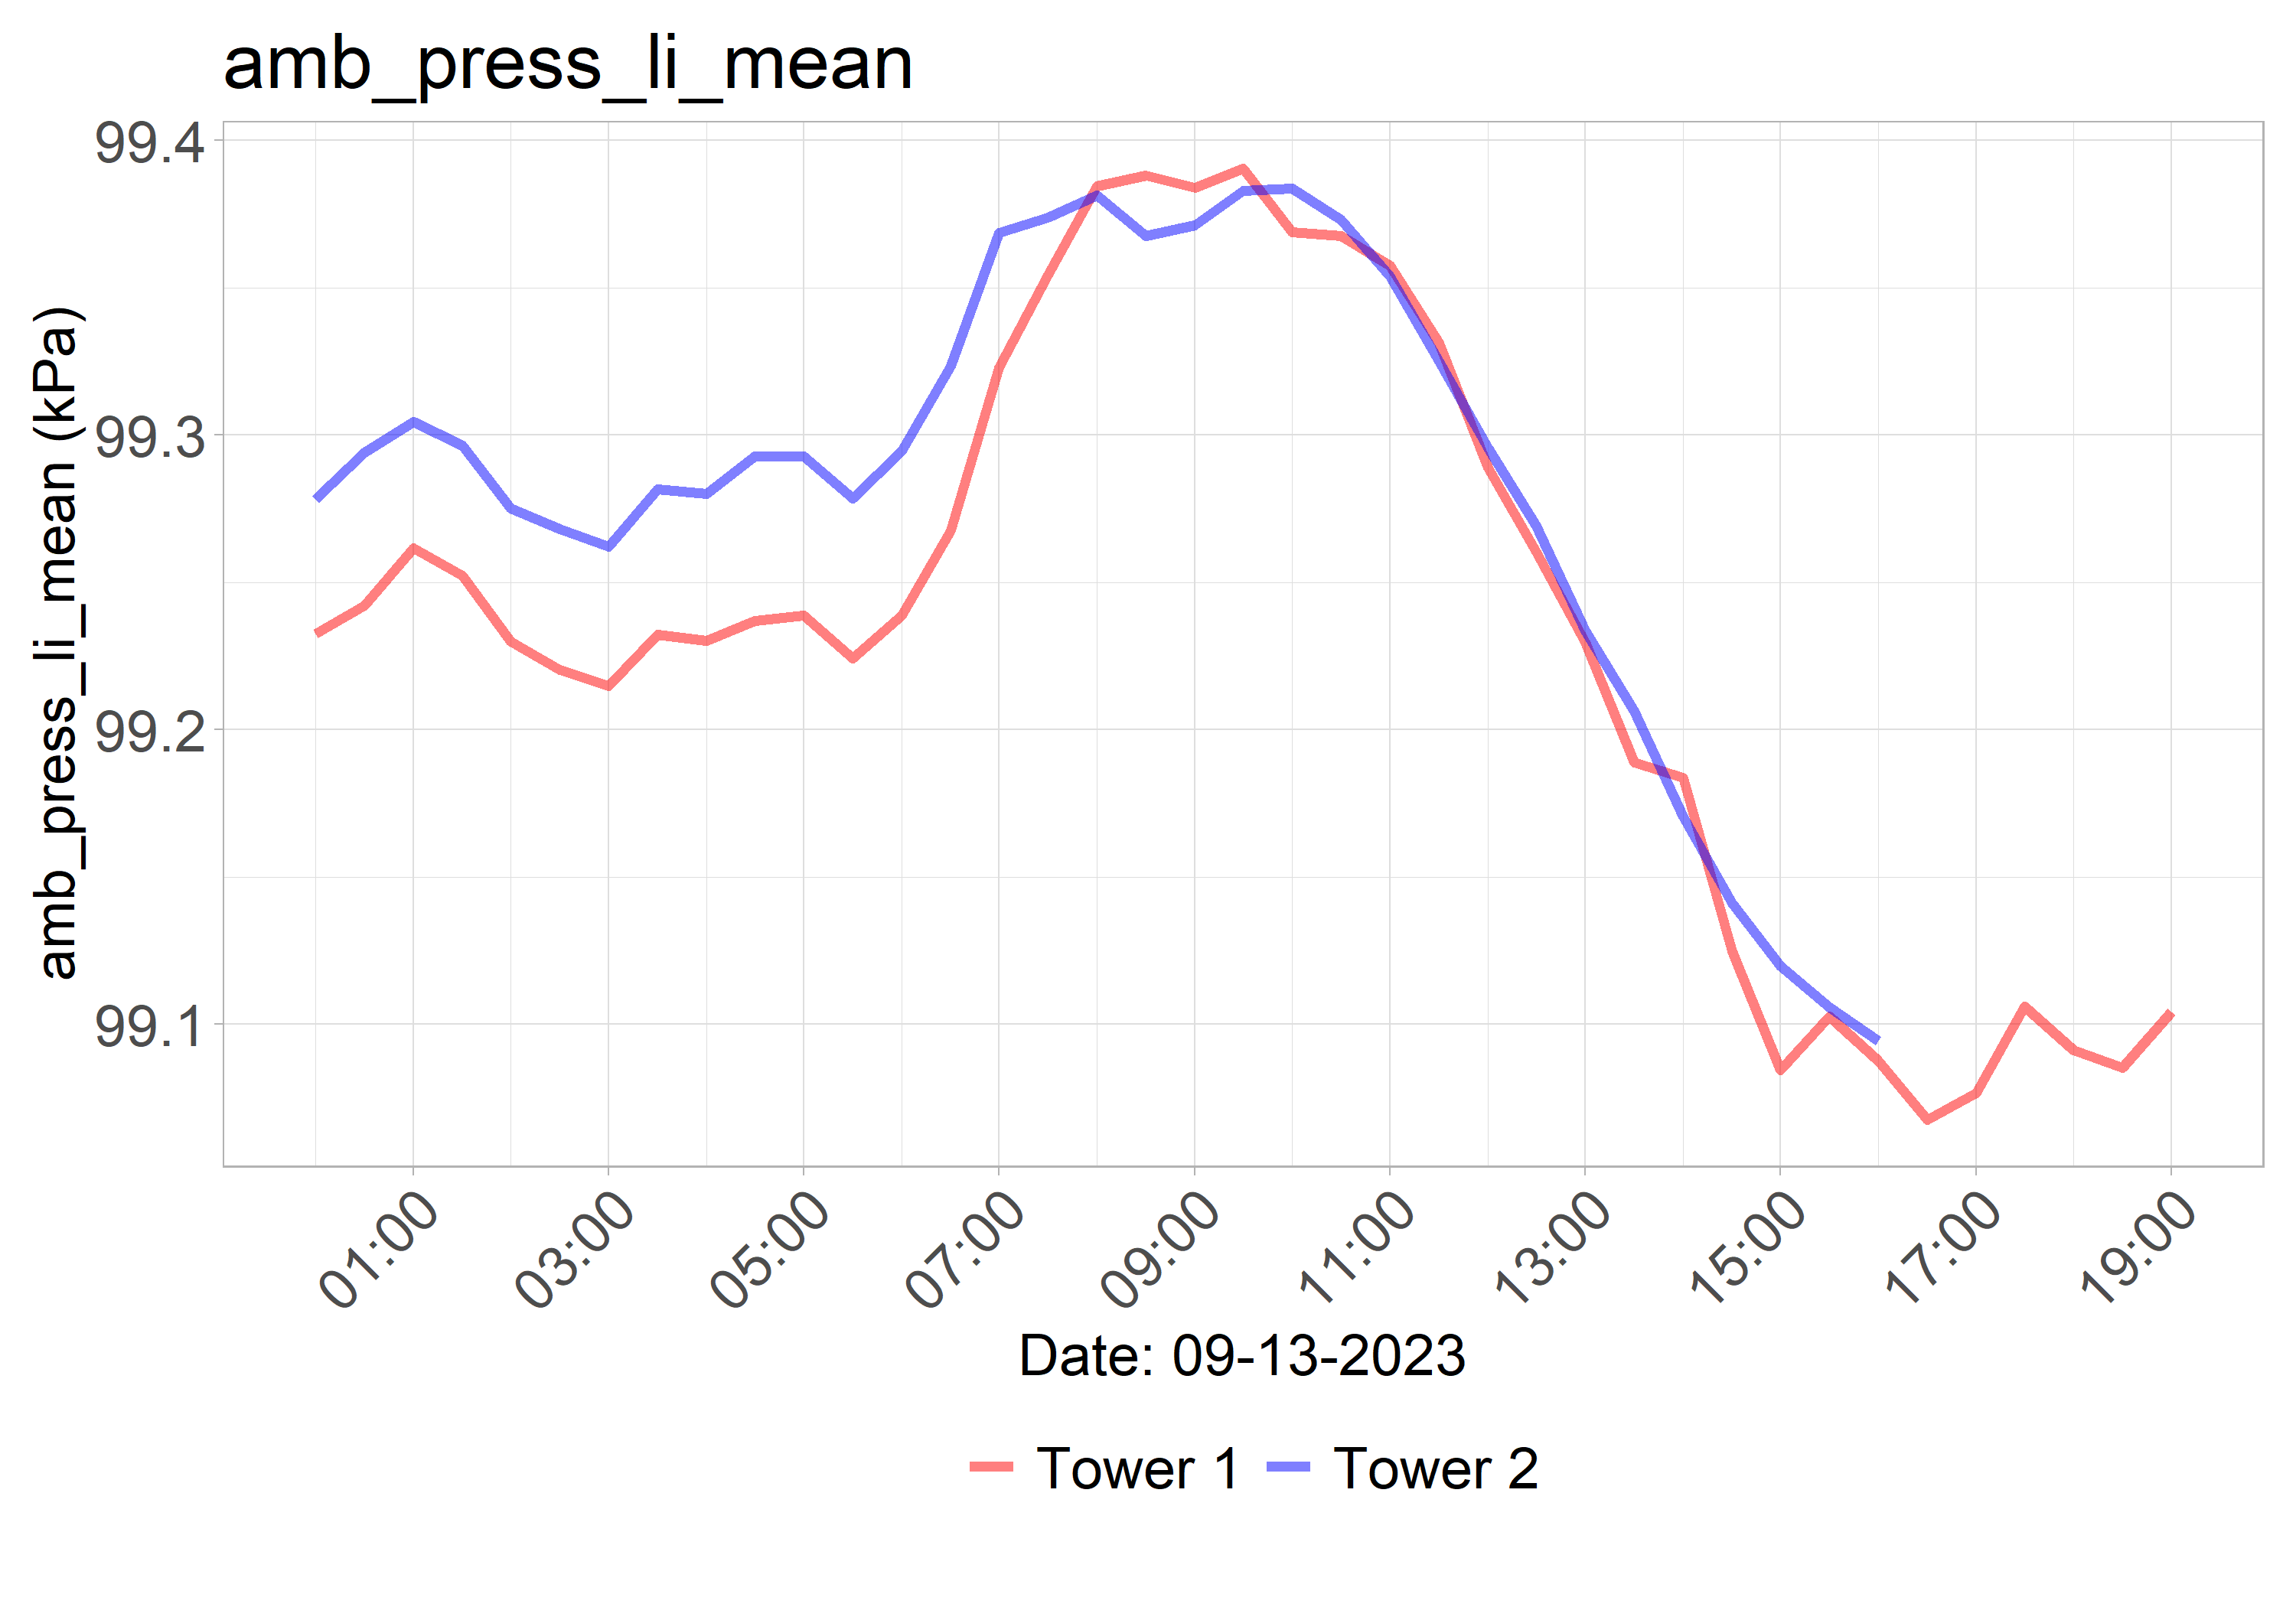 amb_press_li_mean
amb_press_li_mean (kPa)
99.4
99.3
99.2
99.1
01:00
03:00
05:00
07:00
09:00
11:00
13:00
15:00
17:00
19:00
Date: 09-13-2023
Tower 1
Tower 2